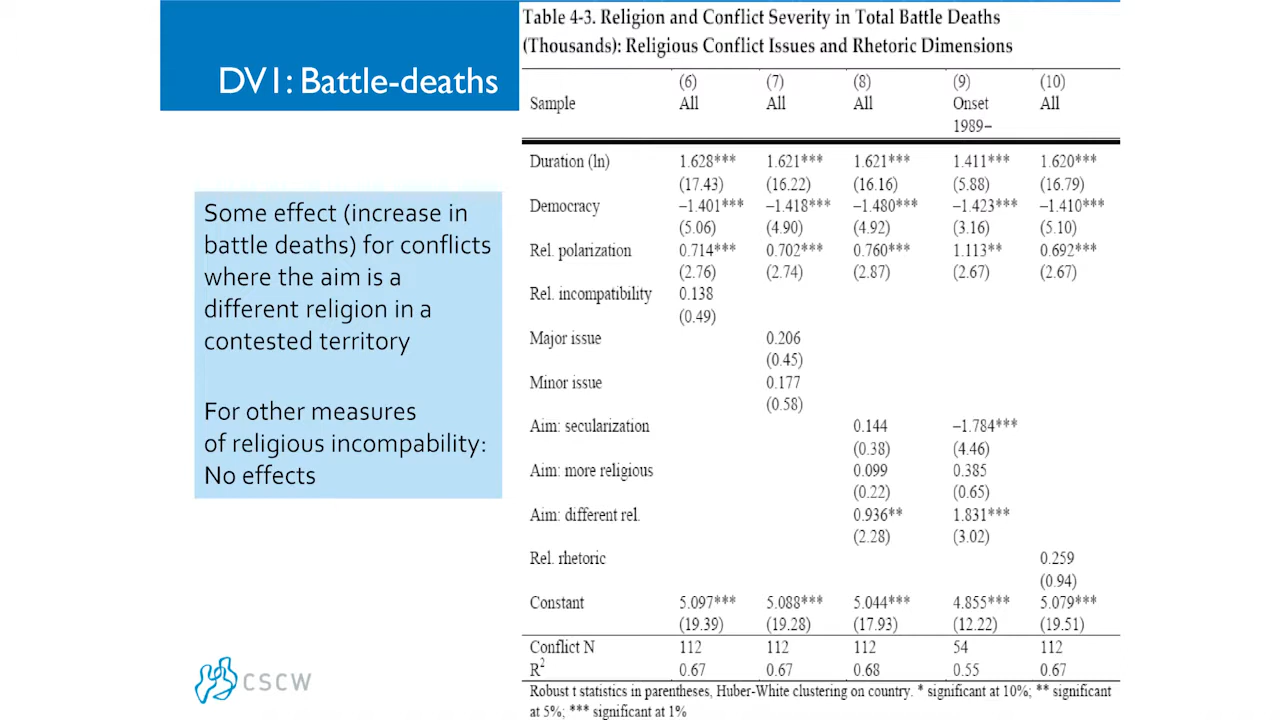 DV1: Battle-deaths
Some effect (increase in
battle deaths) for conflicts
where the aim is a
different religion in a
contested territory
For other measures
of religious incompability:
No effects
CSCW
Table 4-3. Religion and Conflict Severity in Total Battle Deaths
(Thousands): Religious Conflict Issues and Rhetoric Dimensions
(6) (7) (8) (9) (10)
Sample All All All Onset All
1989–
Duration (ln) 1.628*** 1.621*** 1.621*** 1.411*** 1.620***
(17.43) (16.22) (16.16) (5.88) (16.79)
Democracy –1.401*** –1.418*** –1.480*** –1.423*** –1.410***
(5.06) (4.90) (4.92) (3.16) (5.10)
Rel. polarization 0.714*** 0.702*** 0.760*** 1.113** 0.692***
(2.76) (2.74) (2.87) (2.67) (2.67)
Rel. incompatibility 0.138
(0.49)
Major issue 0.206
(0.45)
Minor issue 0.177
(0.58)
Aim: secularization 0.144 –1.784***
(0.38) (4.46)
Aim: more religious 0.099 0.385
(0.22) (0.65)
Aim: different rel. 0.936** 1.831***
(2.28) (3.02)
Rel. rhetoric 0.259
(0.94)
Constant 5.097*** 5.088*** 5.044*** 4.855*** 5.079***
(19.39) (19.28) (17.93) (12.22) (19.51)
Conflict N 112 112 112 54 112
R2 0.67 0.67 0.68 0.55 0.67
Robust t statistics in parentheses, Huber-White clustering on country. * significant at 10%; ** significant
at 5%; *** significant at 1%